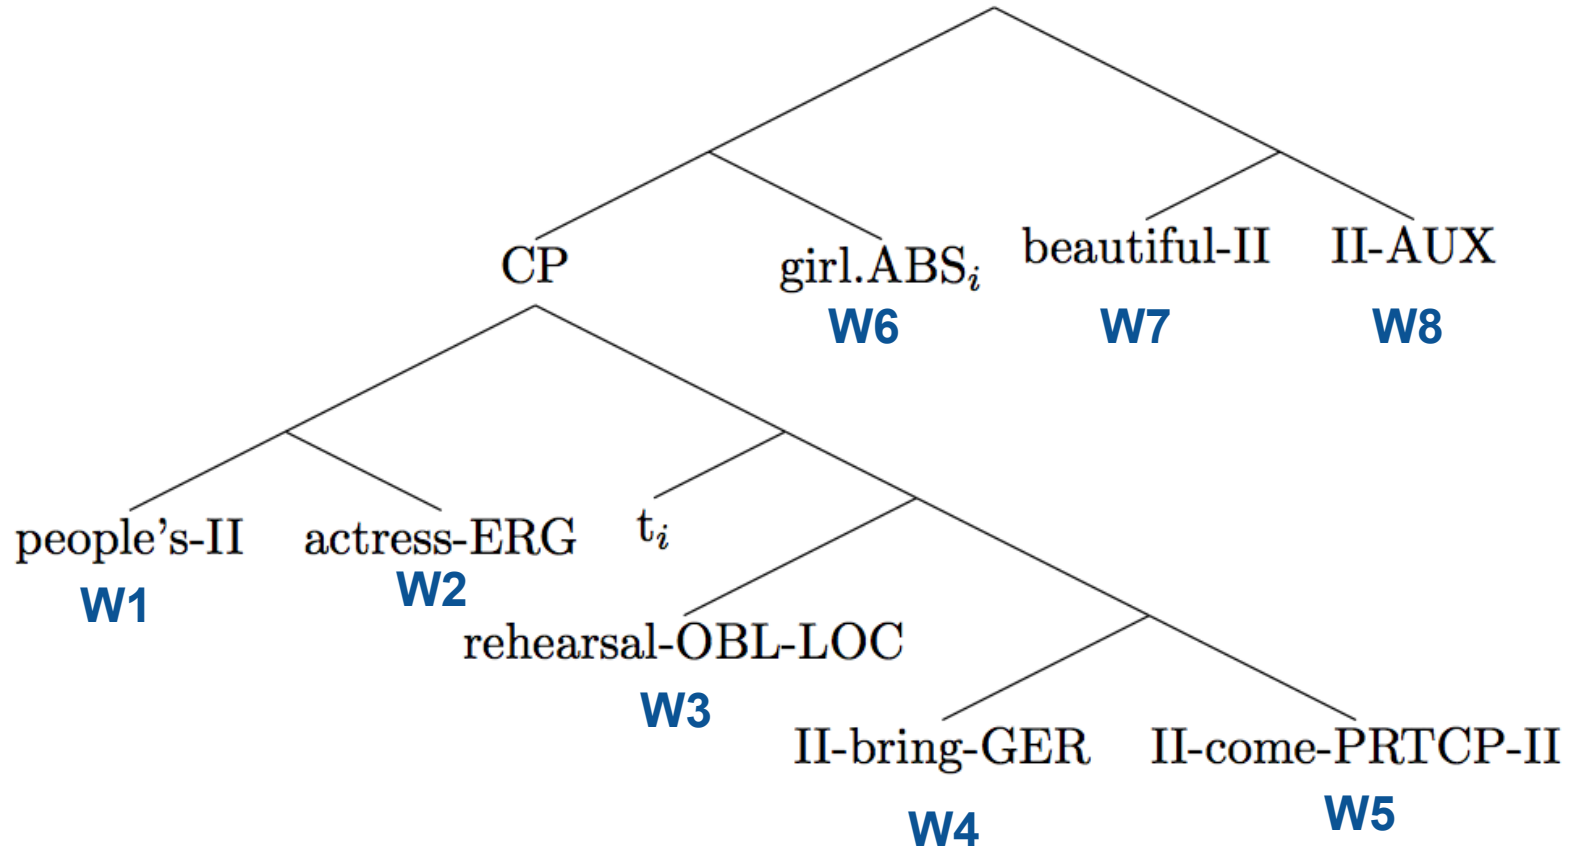 CP
girl.ABSi
beautiful-II
II-AUX
W6
W7
W8
people's-II
actress-ERG
ti
W1
W2
rehearsal-OBL-LOC
W3
II-bring-GER
II-come-PRTCP-II
W4
W5